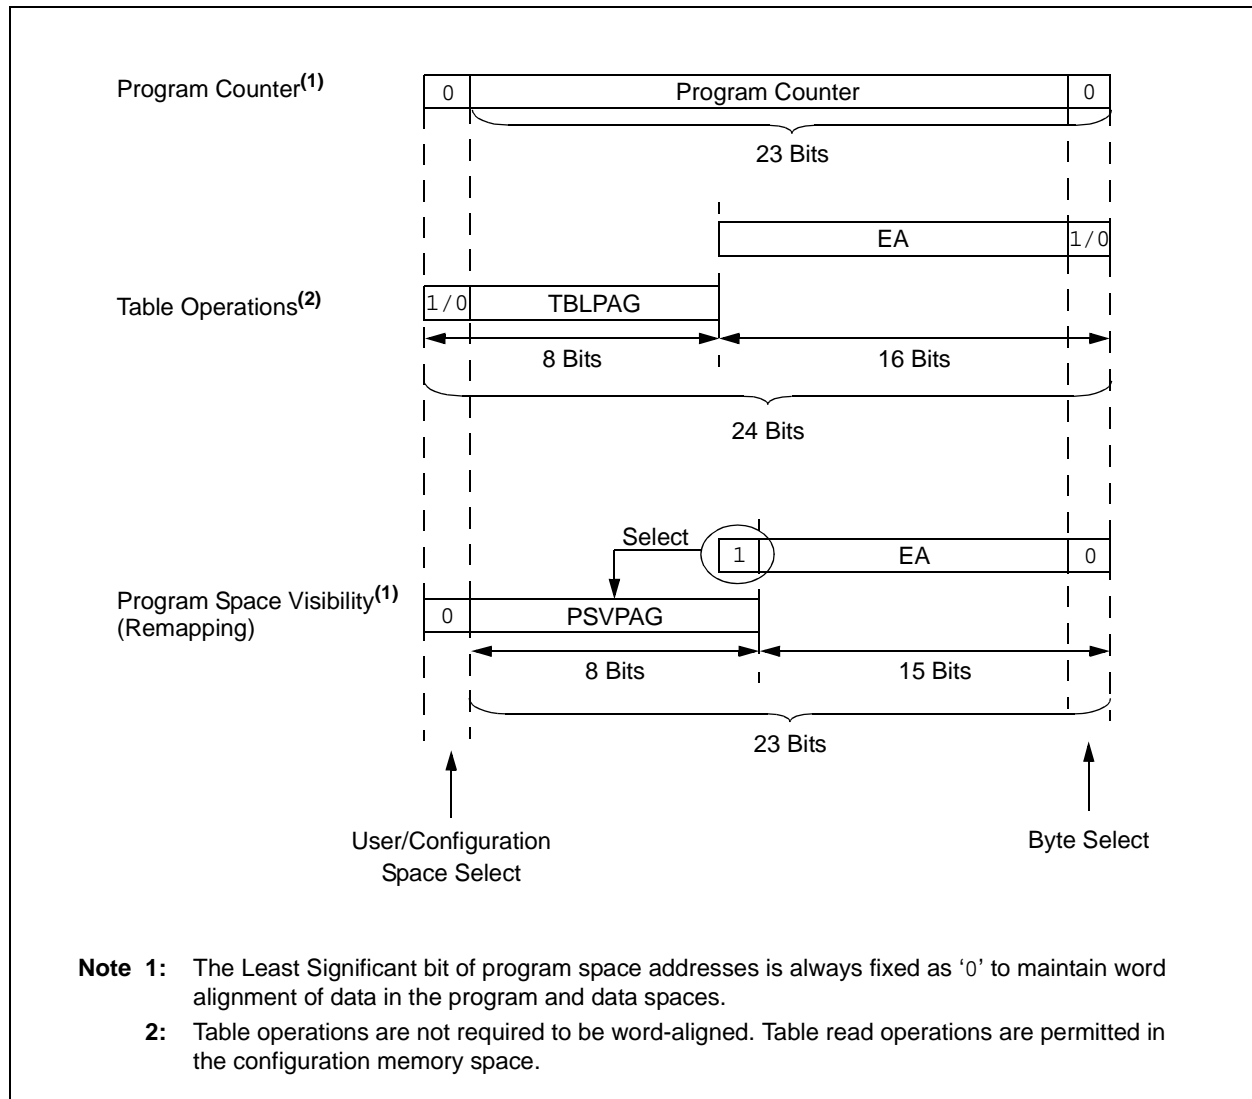 Program Counter(1)
0
Program Counter
0
23 Bits
EA
1/0
Table Operations(2)
1/0
TBLPAG
8 Bits
16 Bits
24 Bits
Select
1
EA
0
Program Space Visibility(1)
(Remapping)
0
PSVPAG
8 Bits
15 Bits
23 Bits
User/Configuration
Space Select
Byte Select
Note 1: The Least Significant bit of program space addresses is always fixed as ‘0’ to maintain word
alignment of data in the program and data spaces.
2: Table operations are not required to be word-aligned. Table read operations are permitted in
the configuration memory space.